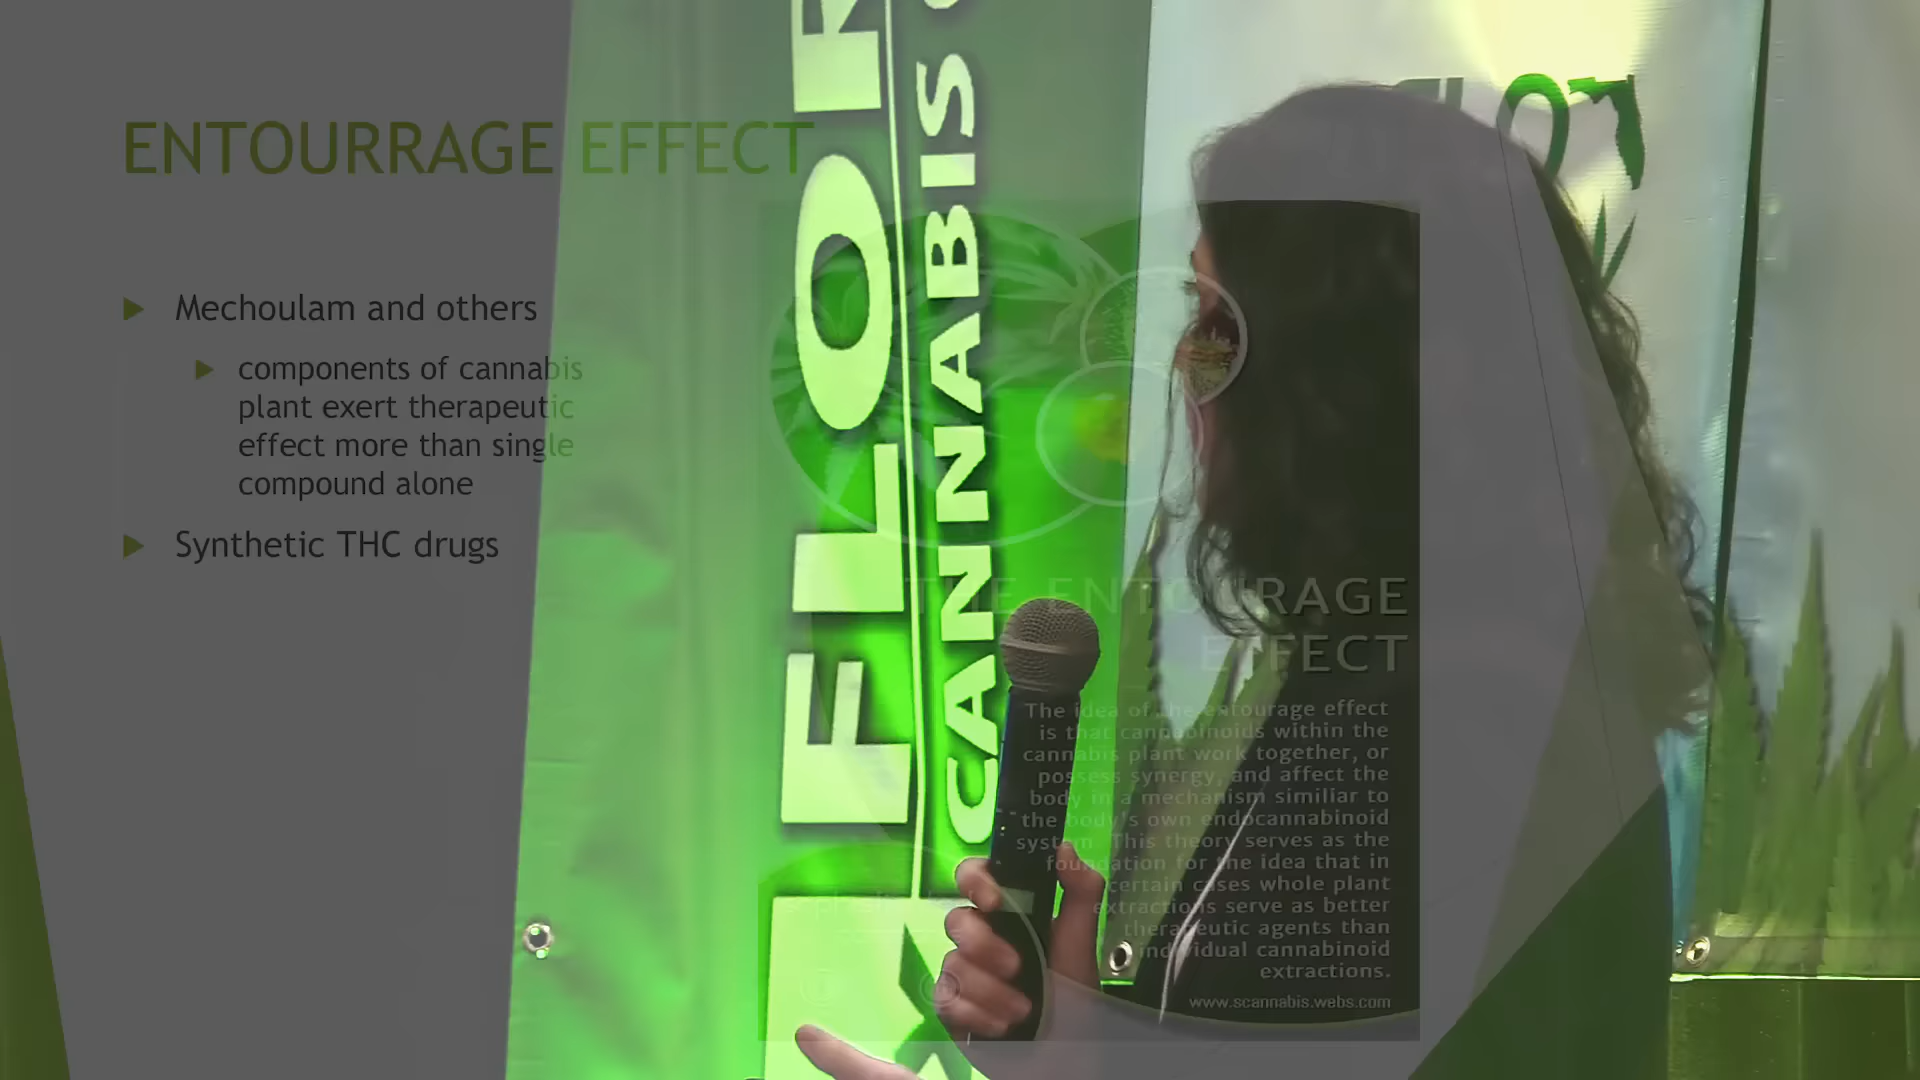 ENTOURRAGE EFFECT
Mechoulam and others
components of cannabis
plant exert therapeutic
effect more than single
compound alone
Synthetic THC drugs
FLOR
CANNABIS
THE ENTOURAGE
EFFECT
The idea of the entourage effect
is that cannabinoids within the
cannabis plant work together, or
possess synergy, and affect the
body in a mechanism similiar to
the body's own endocannabinoid
system. This theory serves as the
foundation for the idea that in
certain cases whole plant
extractions serve as better
therapeutic agents than
individual cannabinoid
extractions.
www.scannabis.webs.com